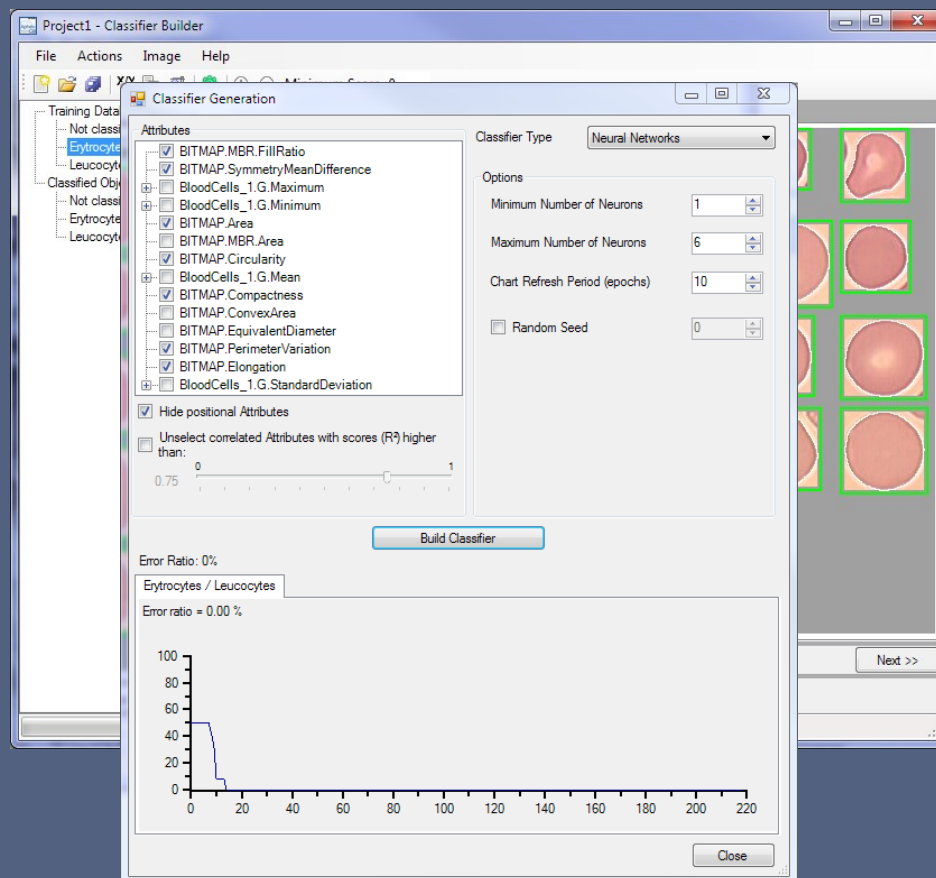 Project1 - Classifier Builder
File Actions Image Help
Classifier Generation
Training Data
Not classi
Erytrocyte
Leucocyt
Classified Obj
Not classi
Erytrocyte
Leucocyt
Attributes
BITMAP.MBR.FillRatio
BITMAP.SymmetryMeanDifference
BloodCells_1.G.Maximum
BloodCells_1.G.Minimum
BITMAP.Area
BITMAP.MBR.Area
BITMAP.Circularity
BloodCells_1.G.Mean
BITMAP.Compactness
BITMAP.ConvexArea
BITMAP.EquivalentDiameter
BITMAP.PerimeterVariation
BITMAP.Elongation
BloodCells_1.G.StandardDeviation
Hide positional Attributes
Unselect correlated Attributes with scores (R²) higher
than:
0 1
0.75
Classifier Type Neural Networks
Options
Minimum Number of Neurons 1
Maximum Number of Neurons 6
Chart Refresh Period (epochs) 10
Random Seed 0
Build Classifier
Error Ratio: 0%
Erytrocytes / Leucocytes
Error ratio = 0.00 %
100
80
60
40
20
0
0 20 40 60 80 100 120 140 160 180 200 220
Next >>
Close